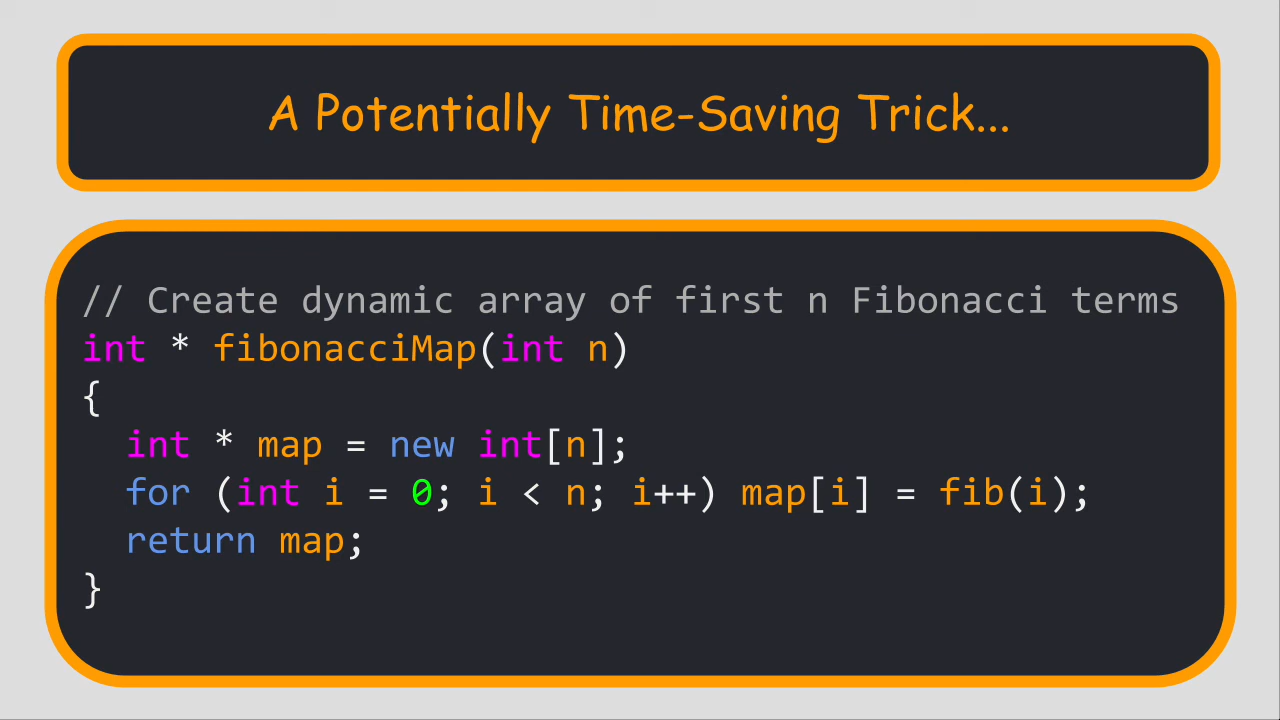 A Potentially Time-Saving Trick...
// Create dynamic array of first n Fibonacci terms
int * fibonacciMap(int n)
{
  int * map = new int[n];
  for (int i = 0; i < n; i++) map[i] = fib(i);
  return map;
}